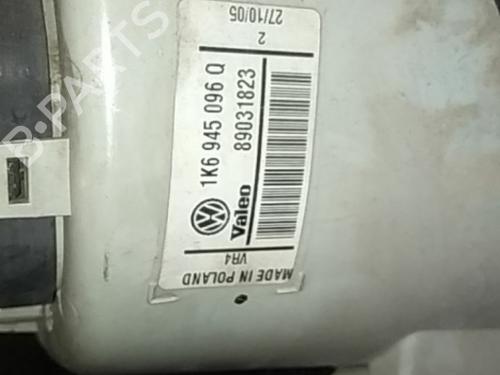 27/10/05
2
1K6 945 096 Q
89031823
Valeo
VR4
MADE IN POLAND
B-PARTS